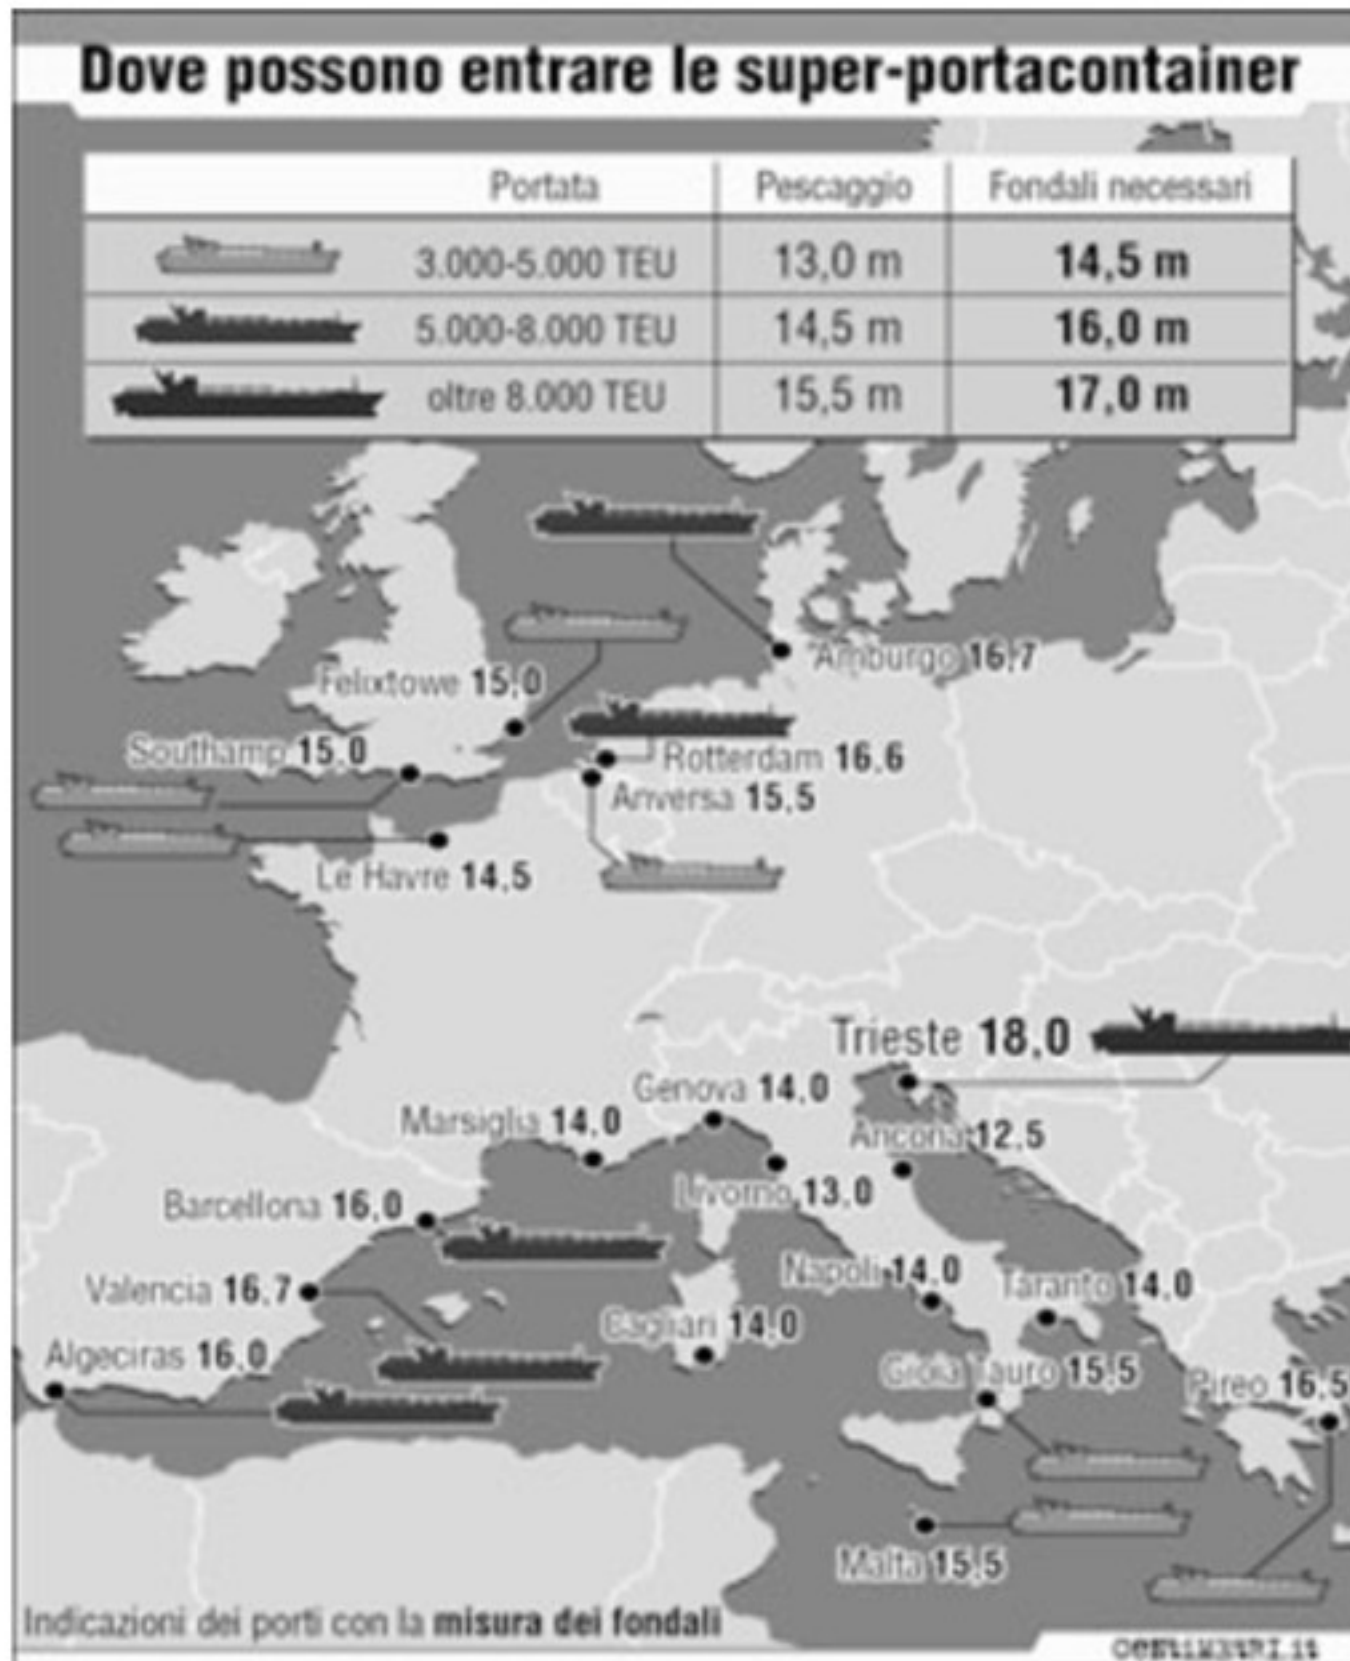 Dove possono entrare le super-portacontainer
Portata Pescaggio Fondali necessari
3.000-5.000 TEU 13,0 m 14,5 m
5.000-8.000 TEU 14,5 m 16,0 m
oltre 8.000 TEU 15,5 m 17,0 m
Amburgo 16,7
Felixtowe 15,0
Southamp 15.0
Rotterdam 16.6
Anversa 15,5
Le Havre 14,5
Trieste 18,0
Genova 14.0
Marsiglia 14.0
Ancona 12.5
Livorno 13.0
Barcellona 16,0
Napoli 14.0
Taranto 14.0
Valencia 16.7
Cagliari 14,0
Algeciras 16.0
Gioia Tauro 15,5
Pireo 16,5
Malta 15,5
Indicazioni dei porti con la misura dei fondali
CENTIMETRI.it